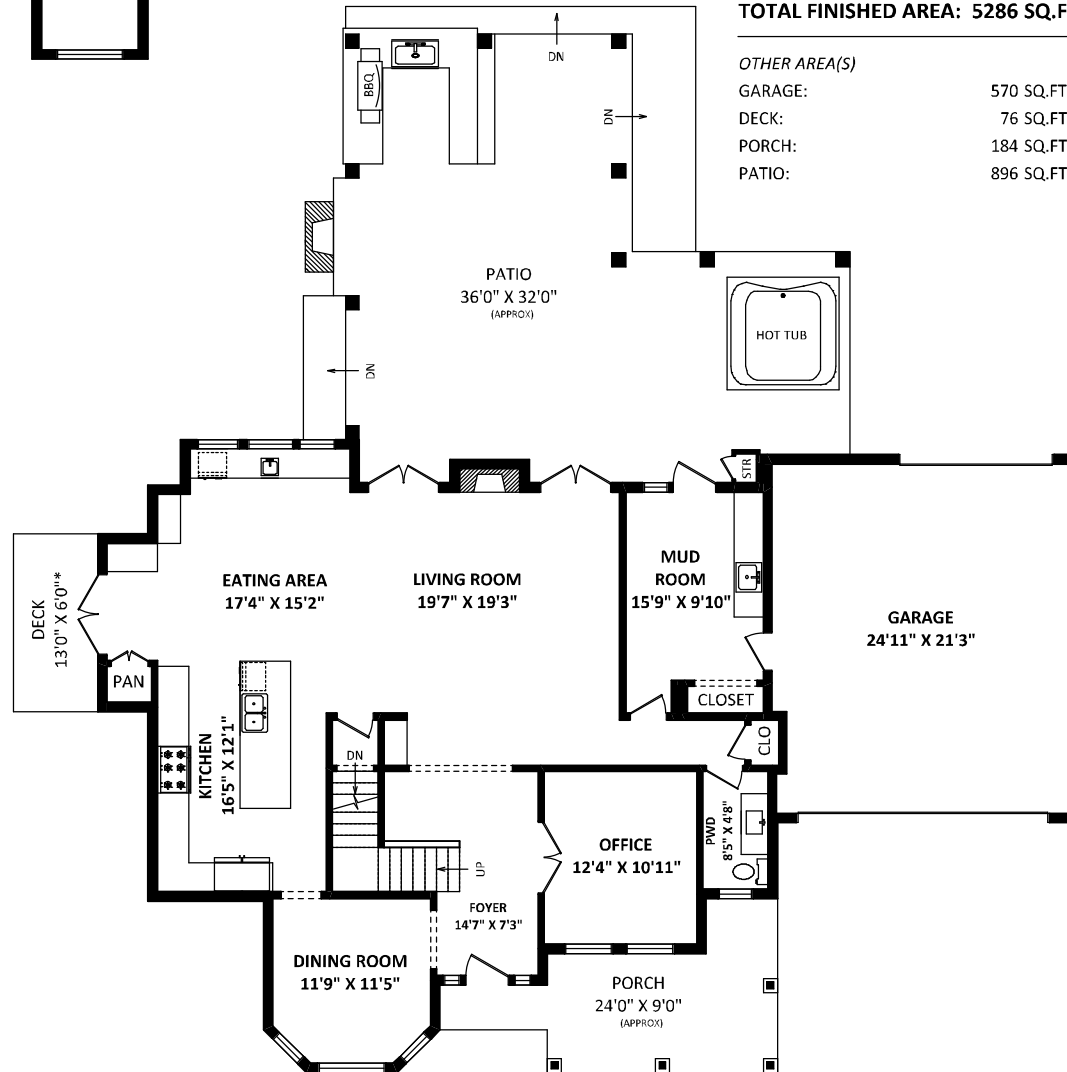 TOTAL FINISHED AREA: 5286 SQ.F
OTHER AREA(S)
GARAGE: 570 SQ.FT
DECK: 76 SQ.FT
PORCH: 184 SQ.FT
PATIO: 896 SQ.FT
DN
BBQ
DN
PATIO
36'0" X 32'0"
(APPROX)
HOT TUB
DN
STR
EATING AREA
17'4" X 15'2"
LIVING ROOM
19'7" X 19'3"
MUD
ROOM
15'9" X 9'10"
GARAGE
24'11" X 21'3"
DECK
13'0" X 6'0"*
PAN
CLOSET
CLO
KITCHEN
16'5" X 12'1"
DN
UP
OFFICE
12'4" X 10'11"
PWD
8'5" X 4'8"
FOYER
14'7" X 7'3"
DINING ROOM
11'9" X 11'5"
PORCH
24'0" X 9'0"
(APPROX)